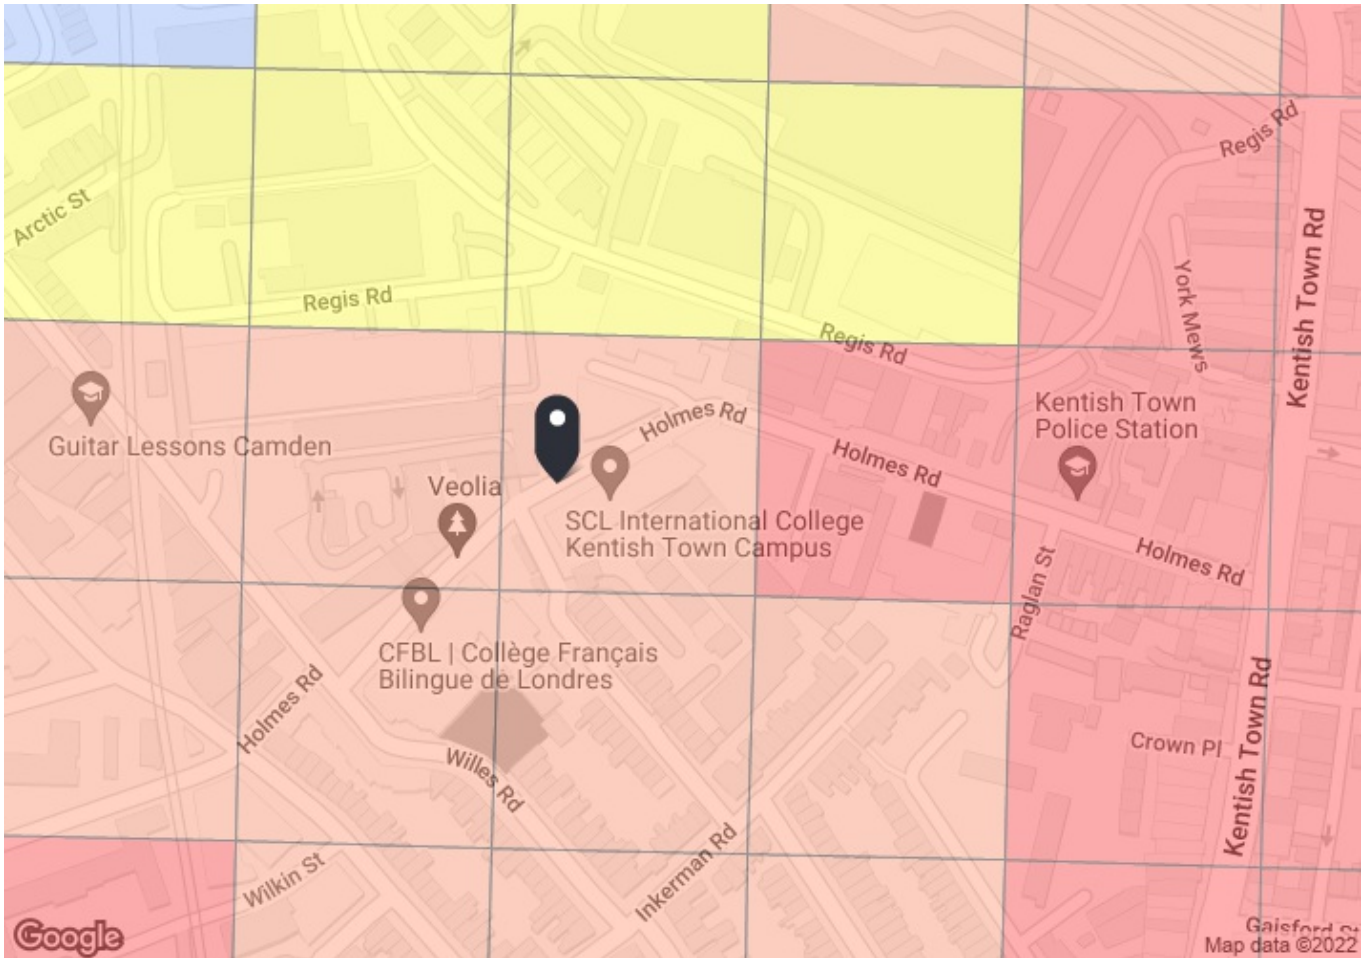 Regis Rd
Arctic St
Kentish Town Rd
York Mews
Regis Rd
Regis Rd
Kentish Town
Police Station
Holmes Rd
Guitar Lessons Camden
Holmes Rd
Veolia
SCL International College
Kentish Town Campus
Holmes Rd
Raglan St
CFBL | Collège Français
Bilingue de Londres
Holmes Rd
Kentish Town Rd
Crown Pl
Willes Rd
Inkerman Rd
Wilkin St
Gaisford St
Google
Map data ©2022